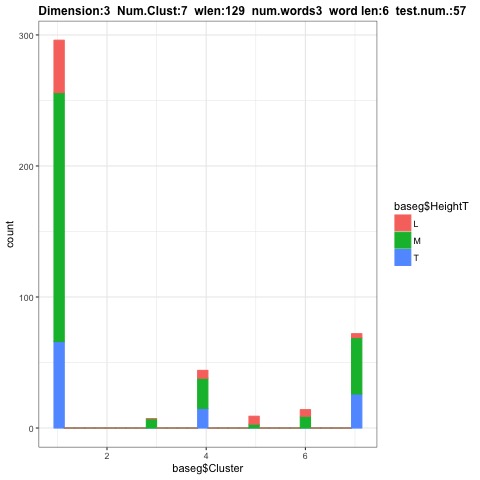 Dimension:3 Num.Clust:7 wlen:129 num.words3 word len:6 test.num.:57
300
200
100
0
count
2 4 6
baseg$Cluster
baseg$HeightT
L
M
T